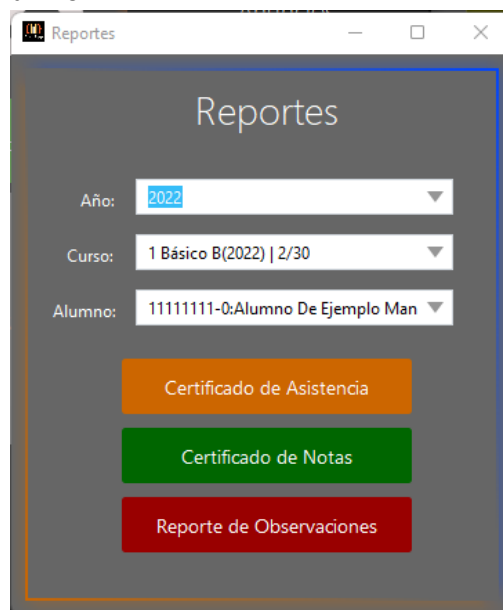 Reportes
Reportes
Año: 2022
Curso: 1 Básico B(2022) | 2/30
Alumno: 11111111-0:Alumno De Ejemplo Man
Certificado de Asistencia
Certificado de Notas
Reporte de Observaciones